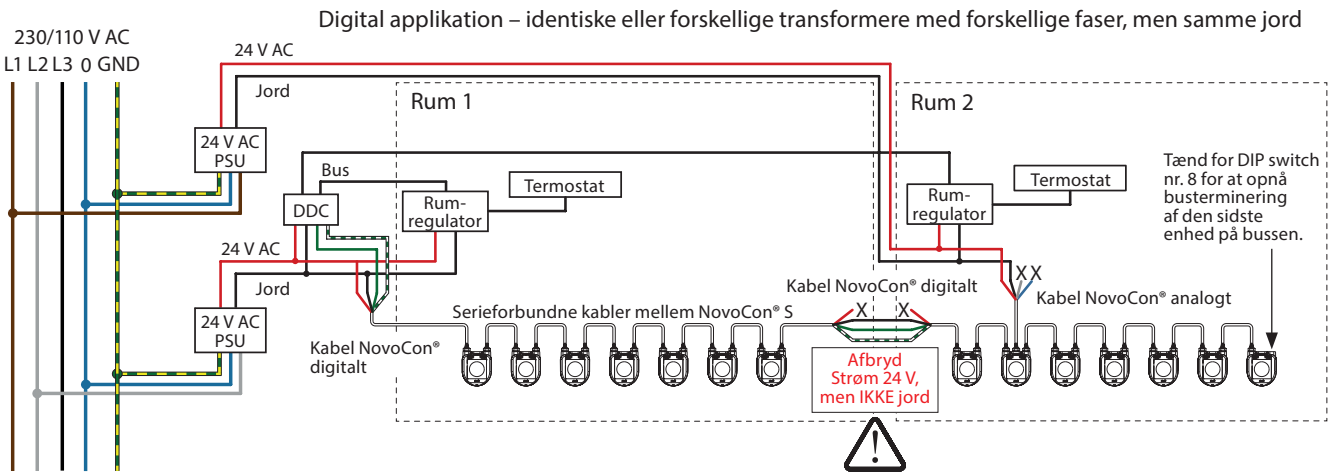 Digital applikation – identiske eller forskellige transformere med forskellige faser, men samme jord
230/110 V AC
L1 L2 L3 0 GND
24 V AC
Jord
24 V AC
PSU
Rum 1
Rum 2
Bus
DDC
Rum-
regulator
Termostat
Rum-
regulator
Termostat
Tænd for DIP switch
nr. 8 for at opnå
busterminering
af den sidste
enhed på bussen.
24 V AC
Jord
24 V AC
PSU
Kabel NovoCon®
digitalt
Serieforbundne kabler mellem NovoCon® S
Kabel NovoCon® digitalt
X X
X X
Kabel NovoCon® analogt
Afbryd
Strøm 24 V,
men IKKE jord
!